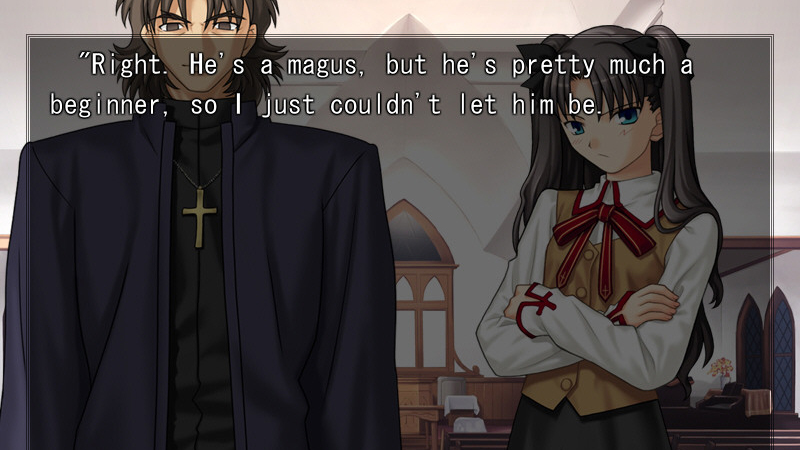 "Right. He's a magus, but he's pretty much a
beginner, so I just couldn't let him be.